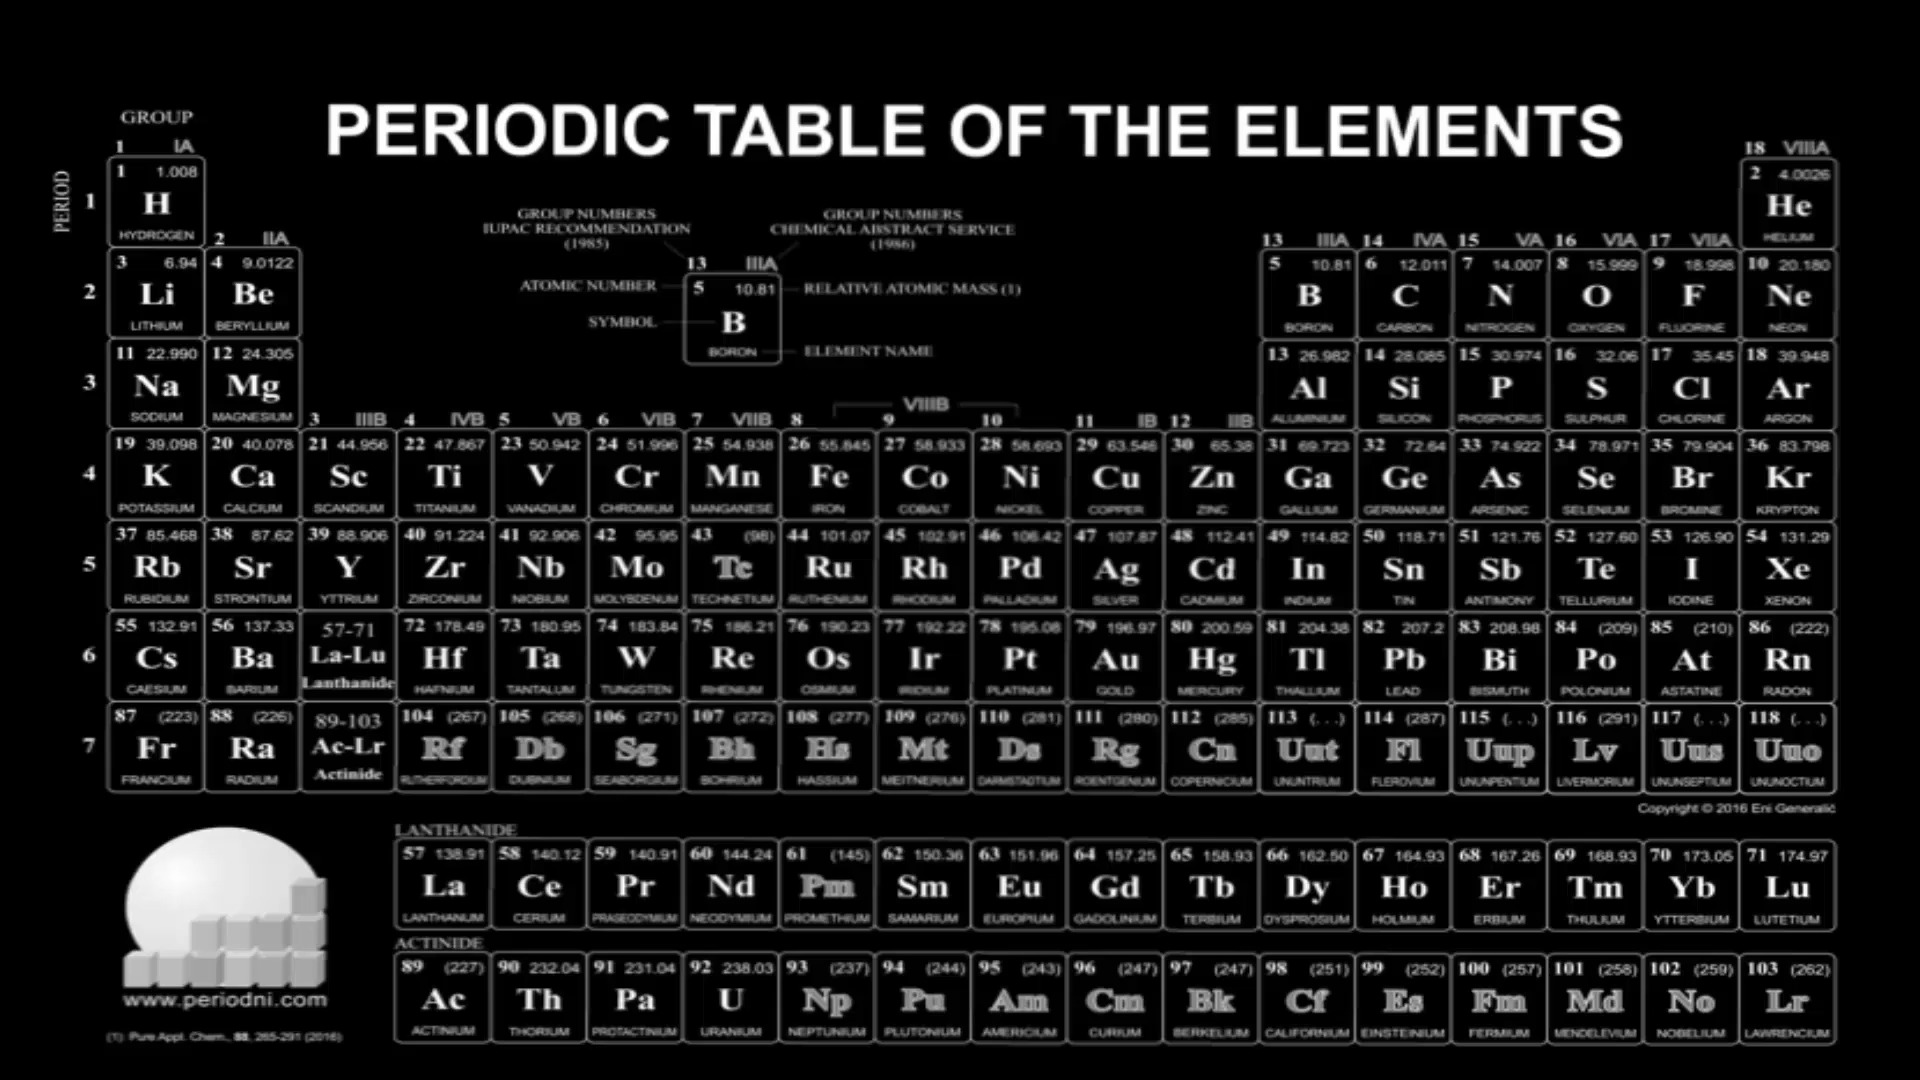 PERIODIC TABLE OF THE ELEMENTS
GROUP
PERIOD
1 IA
18 VIIIA
1
1 1.008
H
HYDROGEN
2 4.0026
He
HELIUM
GROUP NUMBERS
IUPAC RECOMMENDATION
(1985)
GROUP NUMBERS
CHEMICAL ABSTRACT SERVICE
(1986)
13 IIIA
ATOMIC NUMBER
5 10.81
RELATIVE ATOMIC MASS (1)
SYMBOL
B
BORON
ELEMENT NAME
2 IIA
13 IIIA 14 IVA 15 VA 16 VIA 17 VIIA
2
3 6.94 4 9.0122 5 10.81 6 12.011 7 14.007 8 15.999 9 18.998 10 20.180
Li Be B C N O F Ne
LITHIUM BERYLLIUM BORON CARBON NITROGEN OXYGEN FLUORINE NEON
3
11 22.990 12 24.305 13 26.982 14 28.085 15 30.974 16 32.06 17 35.45 18 39.948
Na Mg Al Si P S Cl Ar
SODIUM MAGNESIUM ALUMINIUM SILICON PHOSPHORUS SULPHUR CHLORINE ARGON
VIIIB
3 IIIB 4 IVB 5 VB 6 VIB 7 VIIB 8 9 10 11 IB 12 IIB
4
19 39.098 20 40.078 21 44.956 22 47.867 23 50.942 24 51.996 25 54.938 26 55.845 27 58.933 28 58.693 29 63.546 30 65.38 31 69.723 32 72.64 33 74.922 34 78.971 35 79.904 36 83.798
K Ca Sc Ti V Cr Mn Fe Co Ni Cu Zn Ga Ge As Se Br Kr
POTASSIUM CALCIUM SCANDIUM TITANIUM VANADIUM CHROMIUM MANGANESE IRON COBALT NICKEL COPPER ZINC GALLIUM GERMANIUM ARSENIC SELENIUM BROMINE KRYPTON
5
37 85.468 38 87.62 39 88.906 40 91.224 41 92.906 42 95.95 43 (98) 44 101.07 45 102.91 46 106.42 47 107.87 48 112.41 49 114.82 50 118.71 51 121.76 52 127.60 53 126.90 54 131.29
Rb Sr Y Zr Nb Mo Tc Ru Rh Pd Ag Cd In Sn Sb Te I Xe
RUBIDIUM STRONTIUM YTTRIUM ZIRCONIUM NIOBIUM MOLYBDENUM TECHNETIUM RUTHENIUM RHODIUM PALLADIUM SILVER CADMIUM INDIUM TIN ANTIMONY TELLURIUM IODINE XENON
6
55 132.91 56 137.33 57-71 72 178.49 73 180.95 74 183.84 75 186.21 76 190.23 77 192.22 78 195.08 79 196.97 80 200.59 81 204.38 82 207.2 83 208.98 84 (209) 85 (210) 86 (222)
Cs Ba La-Lu Hf Ta W Re Os Ir Pt Au Hg Tl Pb Bi Po At Rn
CAESIUM BARIUM Lanthanide HAFNIUM TANTALUM TUNGSTEN RHENIUM OSMIUM IRIDIUM PLATINUM GOLD MERCURY THALLIUM LEAD BISMUTH POLONIUM ASTATINE RADON
7
87 (223) 88 (226) 89-103 104 (267) 105 (268) 106 (271) 107 (272) 108 (277) 109 (276) 110 (281) 111 (280) 112 (285) 113 (...) 114 (287) 115 (...) 116 (291) 117 (...) 118 (...)
Fr Ra Ac-Lr Rf Db Sg Bh Hs Mt Ds Rg Cn Uut Fl Uup Lv Uus Uuo
FRANCIUM RADIUM Actinide RUTHERFORDIUM DUBNIUM SEABORGIUM BOHRIUM HASSIUM MEITNERIUM DARMSTADTIUM ROENTGENIUM COPERNICIUM UNUNTRIUM FLEROVIUM UNUNPENTIUM LIVERMORIUM UNUNSEPTIUM UNUNOCTIUM
Copyright © 2016 Eni Generalić
LANTHANIDE
57 138.91 58 140.12 59 140.91 60 144.24 61 (145) 62 150.36 63 151.96 64 157.25 65 158.93 66 162.50 67 164.93 68 167.26 69 168.93 70 173.05 71 174.97
La Ce Pr Nd Pm Sm Eu Gd Tb Dy Ho Er Tm Yb Lu
LANTHANUM CERIUM PRASEODYMIUM NEODYMIUM PROMETHIUM SAMARIUM EUROPIUM GADOLINIUM TERBIUM DYSPROSIUM HOLMIUM ERBIUM THULIUM YTTERBIUM LUTETIUM
ACTINIDE
89 (227) 90 232.04 91 231.04 92 238.03 93 (237) 94 (244) 95 (243) 96 (247) 97 (247) 98 (251) 99 (252) 100 (257) 101 (258) 102 (259) 103 (262)
Ac Th Pa U Np Pu Am Cm Bk Cf Es Fm Md No Lr
ACTINIUM THORIUM PROTACTINIUM URANIUM NEPTUNIUM PLUTONIUM AMERICIUM CURIUM BERKELIUM CALIFORNIUM EINSTEINIUM FERMIUM MENDELEVIUM NOBELIUM LAWRENCIUM
www.periodni.com
(1) Pure Appl. Chem., 88, 265-291 (2016)